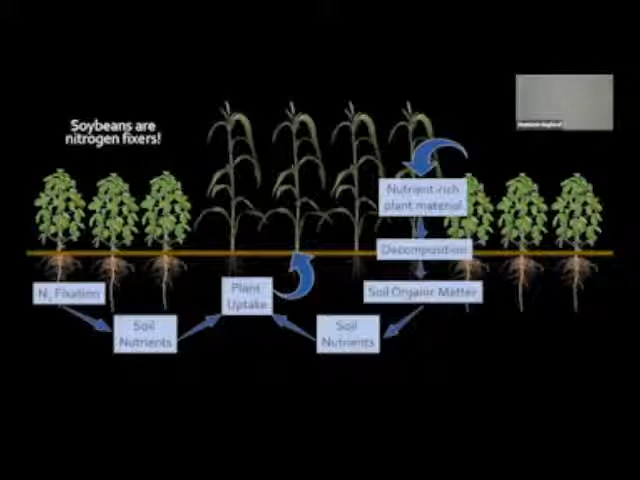 Soybeans are
nitrogen fixers!
Nutrient-rich
plant material
Decomposition
N₂ Fixation
Plant
Uptake
Soil Organic Matter
Soil
Nutrients
Soil
Nutrients